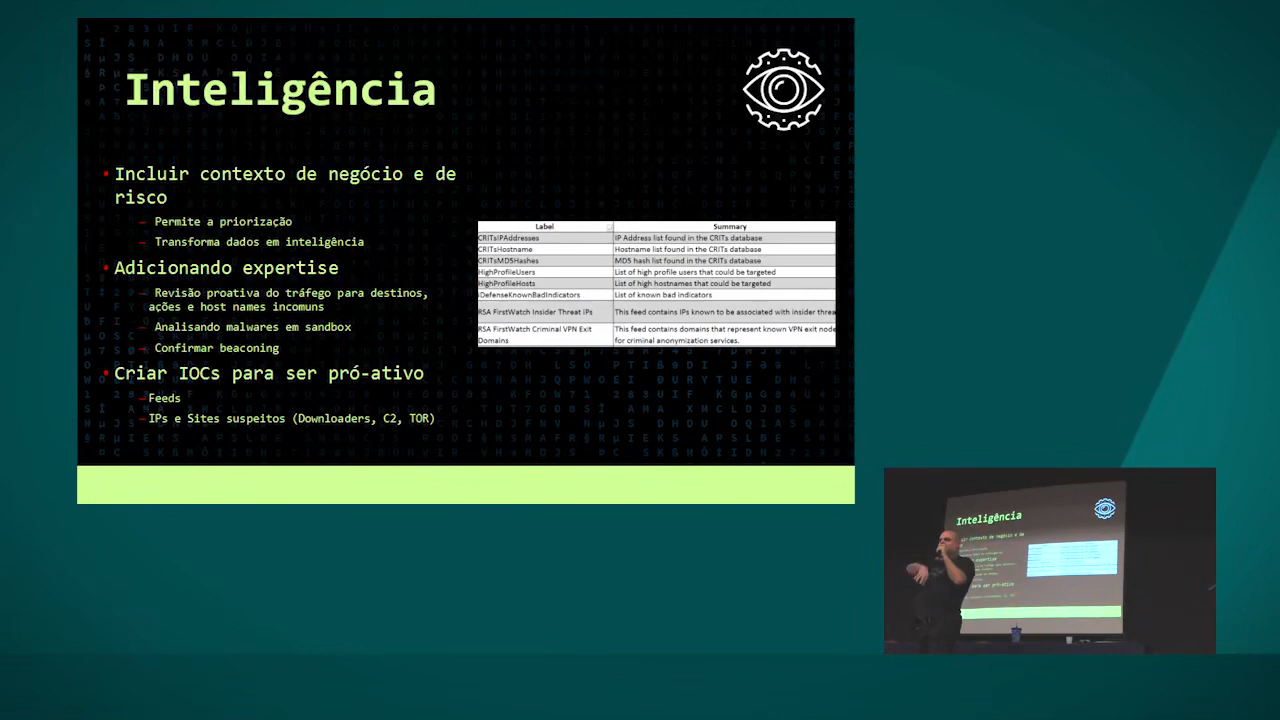 Inteligência
• Incluir contexto de negócio e de
risco
– Permite a priorização
– Transforma dados em inteligência
• Adicionando expertise
– Revisão proativa do tráfego para destinos,
ações e host names incomuns
– Analisando malwares em sandbox
– Confirmar beaconing
• Criar IOCs para ser pró-ativo
– Feeds
– IPs e Sites suspeitos (Downloaders, C2, TOR)
Label Summary
CRITsIPAddresses IP Address list found in the CRITs database
CRITsHostname Hostname list found in the CRITs database
CRITsMD5Hashes MD5 hash list found in the CRITs database
HighProfileUsers List of high profile users that could be targeted
HighProfileHosts List of high hostnames that could be targeted
iDefenseKnownBadIndicators List of known bad indicators
RSA FirstWatch Insider Threat IPs This feed contains IPs known to be associated with insider threa
RSA FirstWatch Criminal VPN Exit This feed contains domains that represent known VPN exit node
Domains for criminal anonymization services.
Inteligência